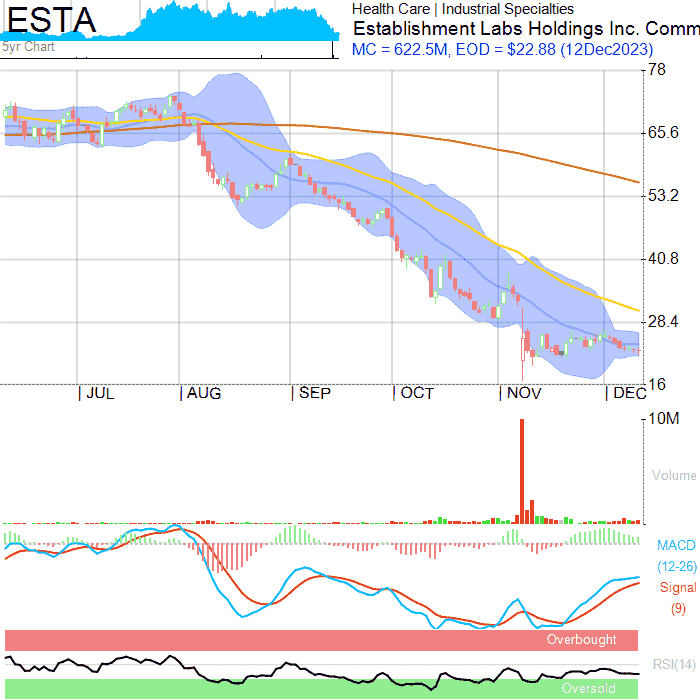 ESTA
Health Care | Industrial Specialties
Establishment Labs Holdings Inc. Comm
MC = 622.5M, EOD = $22.88 (12Dec2023)
5yr Chart
78
65.6
53.2
40.8
28.4
16
| JUL | AUG | SEP | OCT | NOV | DEC
10M
Volume
MACD
(12-26)
Signal
(9)
Overbought
RSI(14)
Oversold